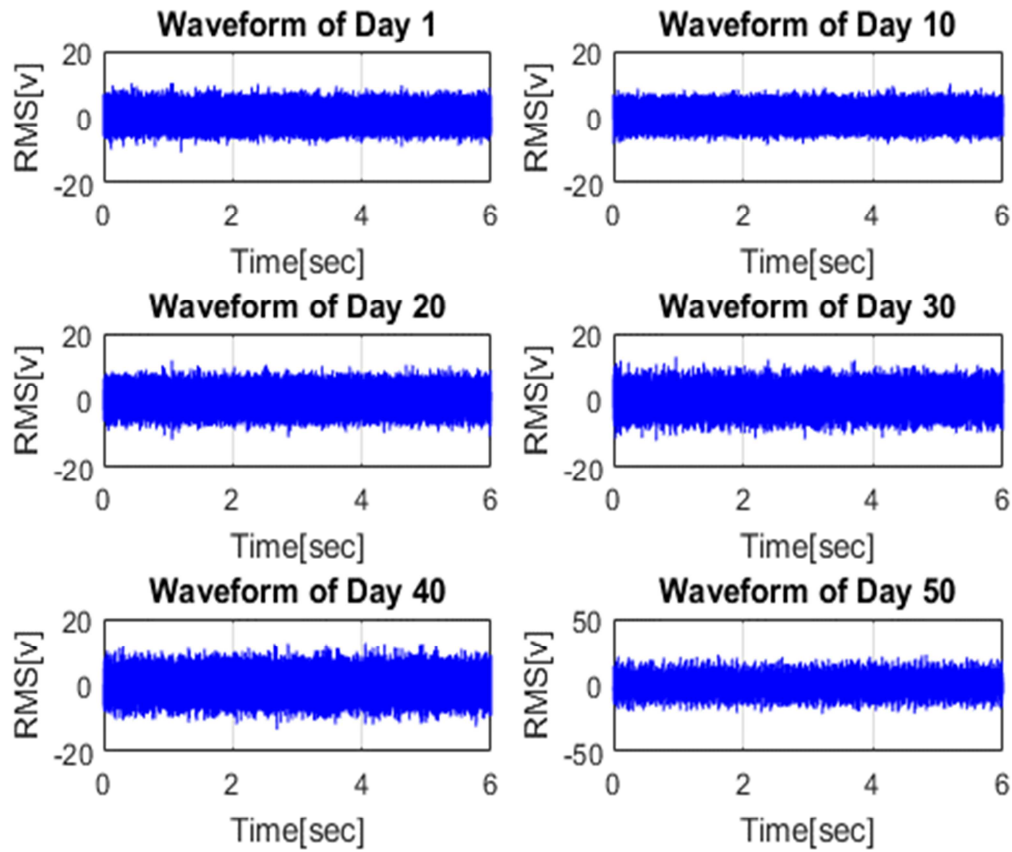 Waveform of Day 1
20
0
-20
RMS[v]
0 2 4 6
Time[sec]
Waveform of Day 10
20
0
-20
RMS[v]
0 2 4 6
Time[sec]
Waveform of Day 20
20
0
-20
RMS[v]
0 2 4 6
Time[sec]
Waveform of Day 30
20
0
-20
RMS[v]
0 2 4 6
Time[sec]
Waveform of Day 40
20
0
-20
RMS[v]
0 2 4 6
Time[sec]
Waveform of Day 50
50
0
-50
RMS[v]
0 2 4 6
Time[sec]